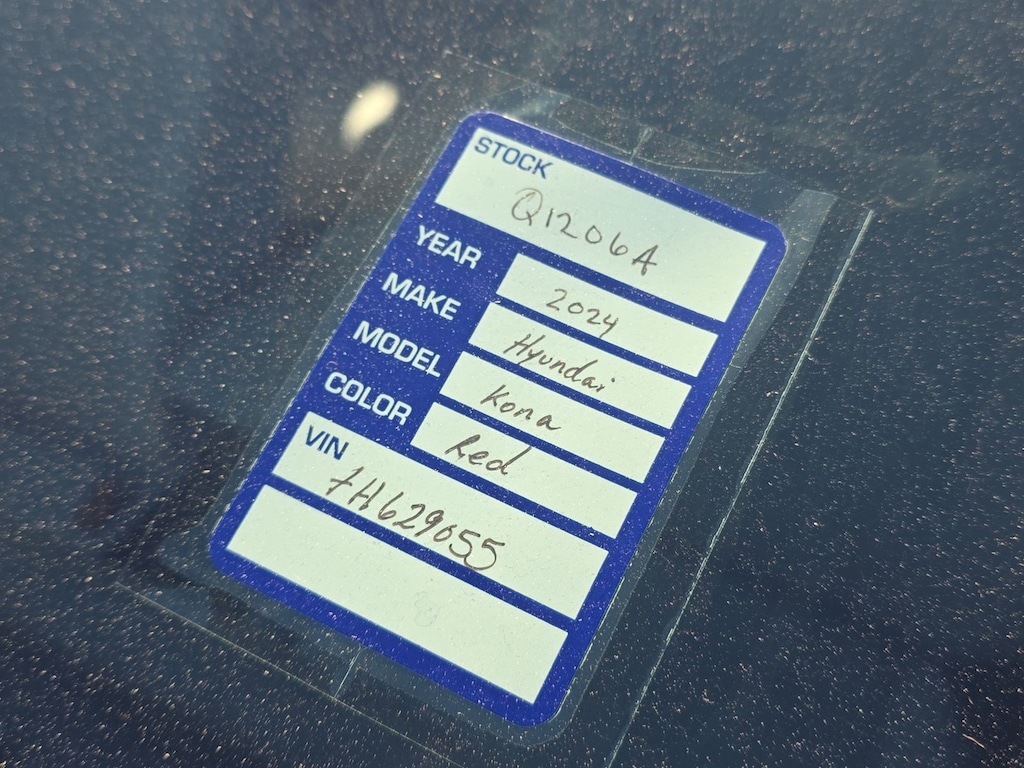 STOCK
Q1206A
YEAR 2024
MAKE Hyundai
MODEL Kona
COLOR Red
VIN
7H629055